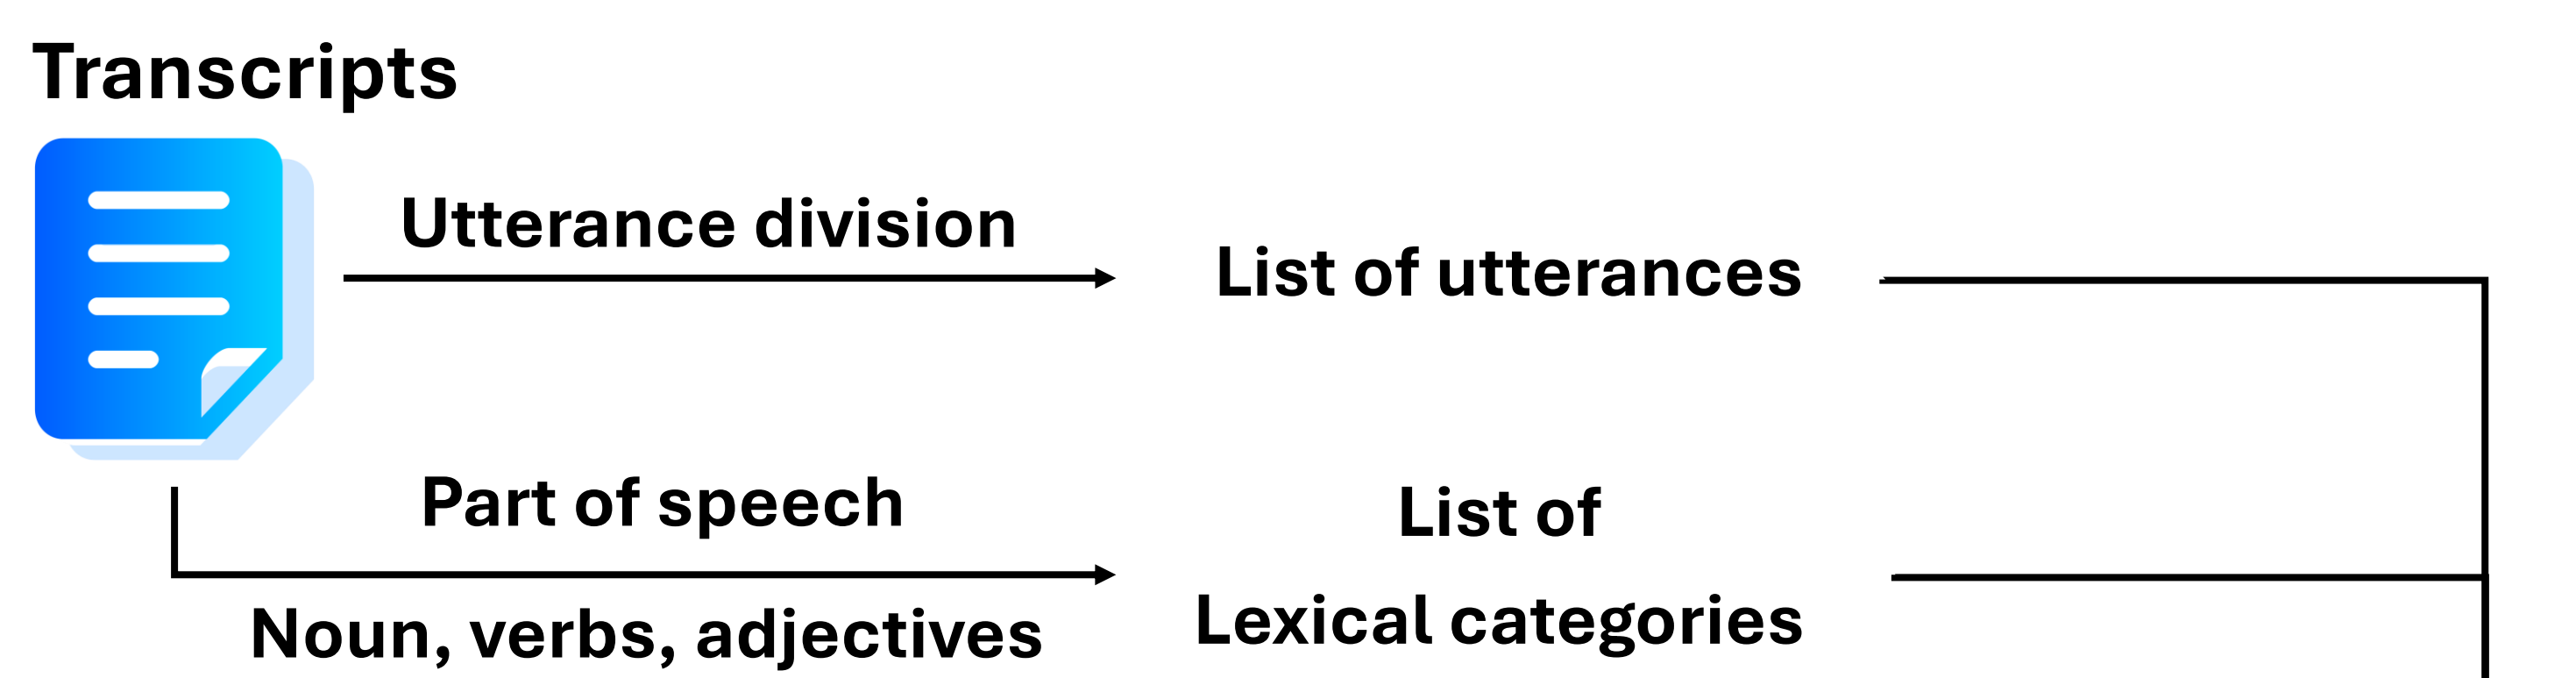 Transcripts
Utterance division
List of utterances
Part of speech
Noun, verbs, adjectives
List of
Lexical categories